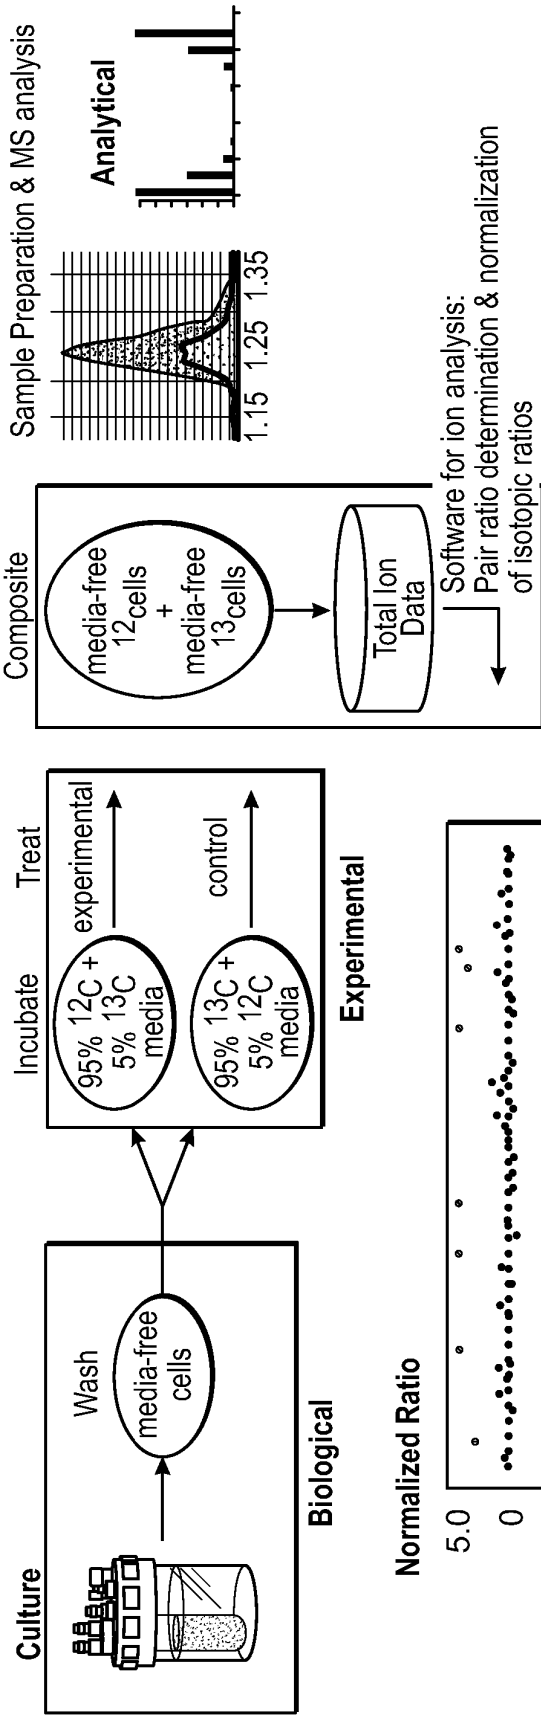 Culture
Wash
media-free
cells
Biological
Incubate
Treat
95% 12C +
5% 13C
media
experimental
95% 13C +
5% 12C
media
control
Experimental
Composite
media-free
12cells
+
media-free
13cells
Total Ion
Data
Sample Preparation & MS analysis
1.15
1.25
1.35
Analytical
Software for ion analysis:
Pair ratio determination & normalization
of isotopic ratios
Normalized Ratio
5.0
0